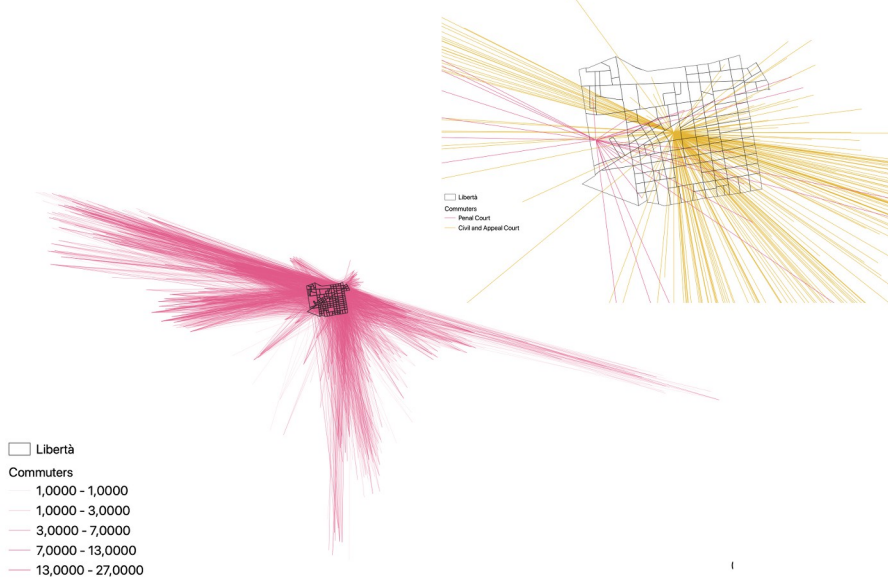 Libertà
Commuters
Penal Court
Civil and Appeal Court
Libertà
Commuters
1,0000 - 1,0000
1,0000 - 3,0000
3,0000 - 7,0000
7,0000 - 13,0000
13,0000 - 27,0000